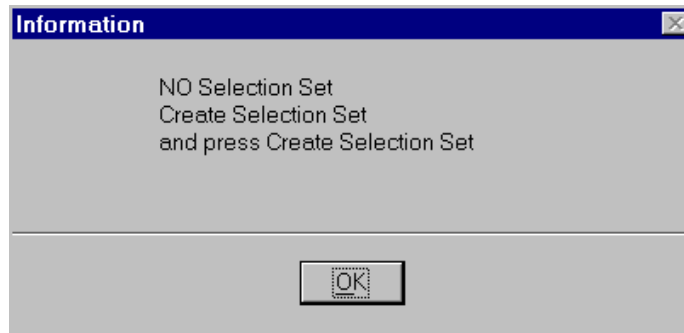 Information
NO Selection Set
Create Selection Set
and press Create Selection Set
OK